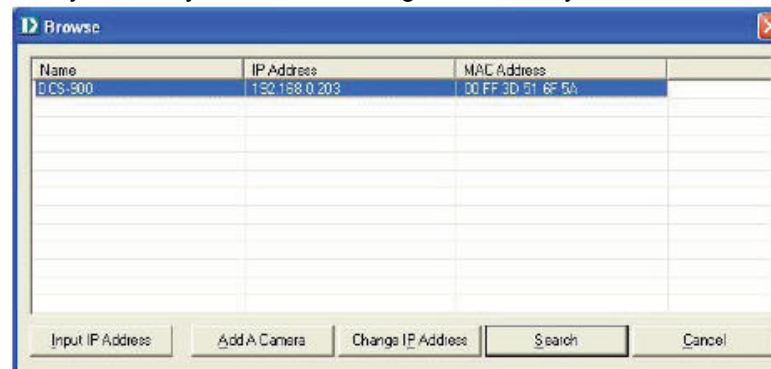 Browse
Name IP Address MAC Address
DCS-900 192.168.0.203 00 FF 3D 51 6F 5A
Input IP Address Add A Camera Change IP Address Search Cancel